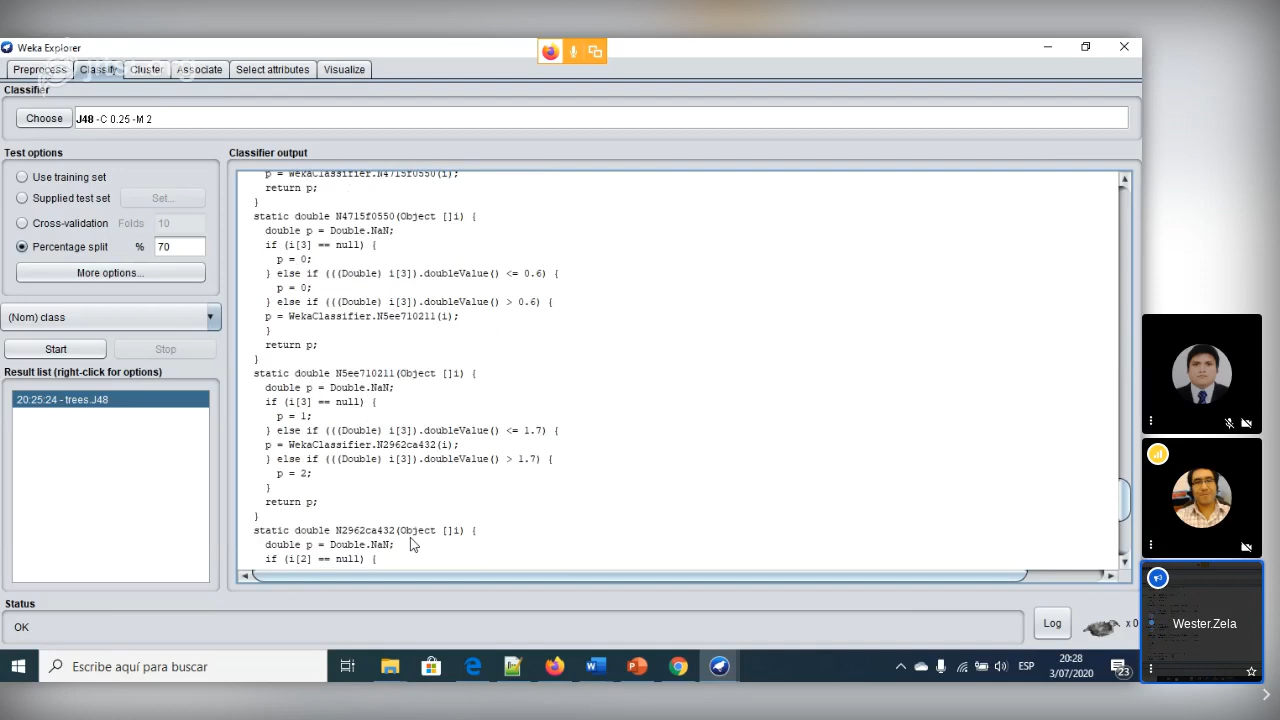 Weka Explorer
Preprocess Classify Cluster Associate Select attributes Visualize
Classifier
Choose J48 -C 0.25 -M 2
Test options
Use training set
Supplied test set Set...
Cross-validation Folds 10
Percentage split % 70
More options...
(Nom) class
Start Stop
Result list (right-click for options)
20:25:24 - trees.J48
Classifier output
p = WekaClassifier.N4715f0550(i);
return p;
}
static double N4715f0550(Object []i) {
double p = Double.NaN;
if (i[3] == null) {
p = 0;
} else if (((Double) i[3]).doubleValue() <= 0.6) {
p = 0;
} else if (((Double) i[3]).doubleValue() > 0.6) {
p = WekaClassifier.N5ee710211(i);
}
return p;
}
static double N5ee710211(Object []i) {
double p = Double.NaN;
if (i[3] == null) {
p = 1;
} else if (((Double) i[3]).doubleValue() <= 1.7) {
p = WekaClassifier.N2962ca432(i);
} else if (((Double) i[3]).doubleValue() > 1.7) {
p = 2;
}
return p;
}
static double N2962ca432(Object []i) {
double p = Double.NaN;
if (i[2] == null) {
Status
OK
Log
x 0
Wester.Zela
Escribe aquí para buscar
ESP
20:28
3/07/2020
23